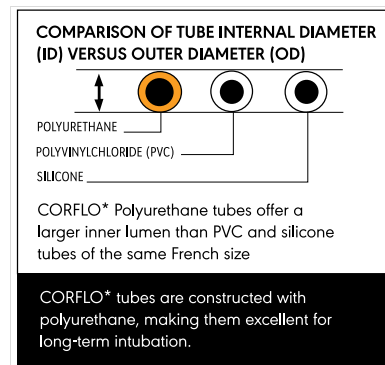 COMPARISON OF TUBE INTERNAL DIAMETER
(ID) VERSUS OUTER DIAMETER (OD)
POLYURETHANE
POLYVINYLCHLORIDE (PVC)
SILICONE
CORFLO* Polyurethane tubes offer a
larger inner lumen than PVC and silicone
tubes of the same French size
CORFLO* tubes are constructed with
polyurethane, making them excellent for
long-term intubation.